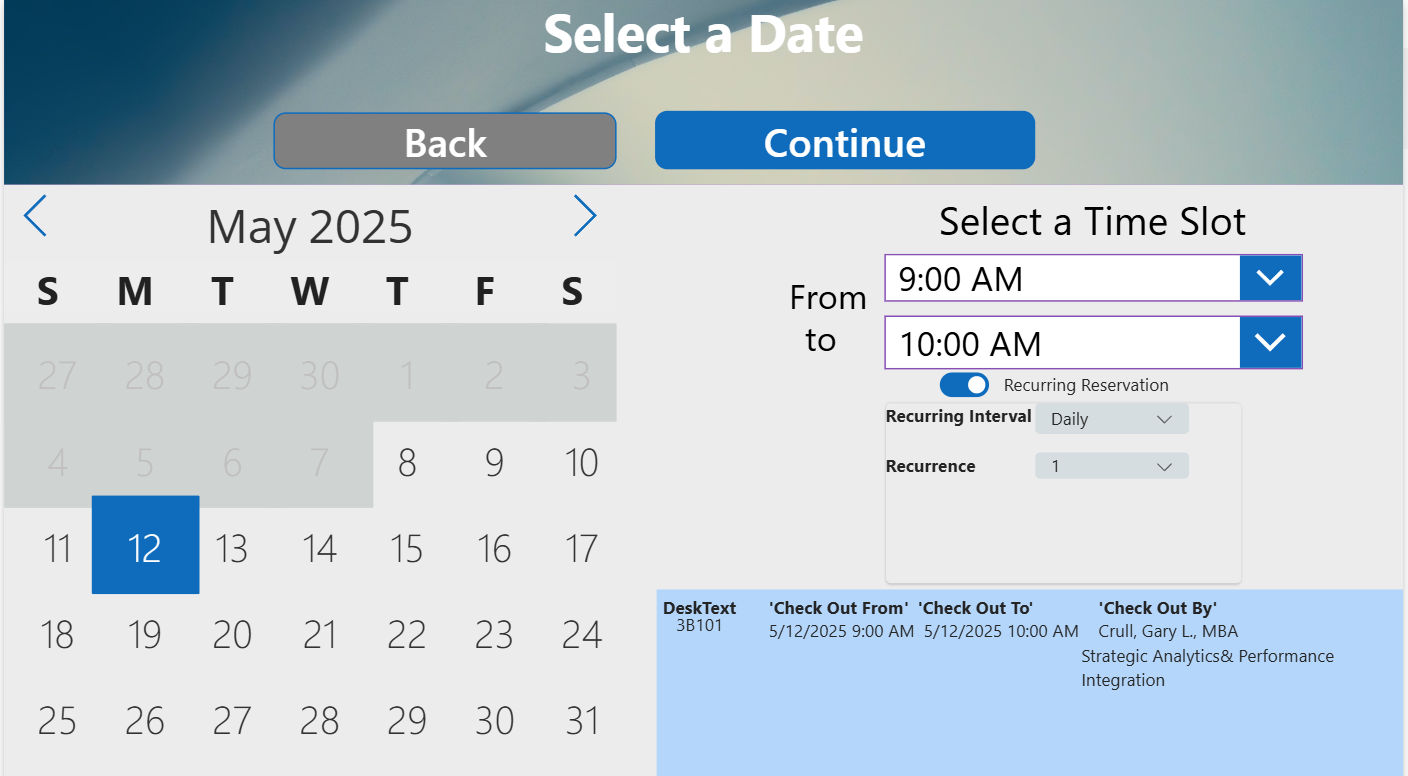 Select a Date
Back Continue
May 2025
S M T W T F S
27 28 29 30 1 2 3
4 5 6 7 8 9 10
11 12 13 14 15 16 17
18 19 20 21 22 23 24
25 26 27 28 29 30 31
Select a Time Slot
From 9:00 AM
to 10:00 AM
Recurring Reservation
Recurring Interval Daily
Recurrence 1
DeskText 'Check Out From' 'Check Out To' 'Check Out By'
3B101 5/12/2025 9:00 AM 5/12/2025 10:00 AM Crull, Gary L., MBA
Strategic Analytics& Performance
Integration